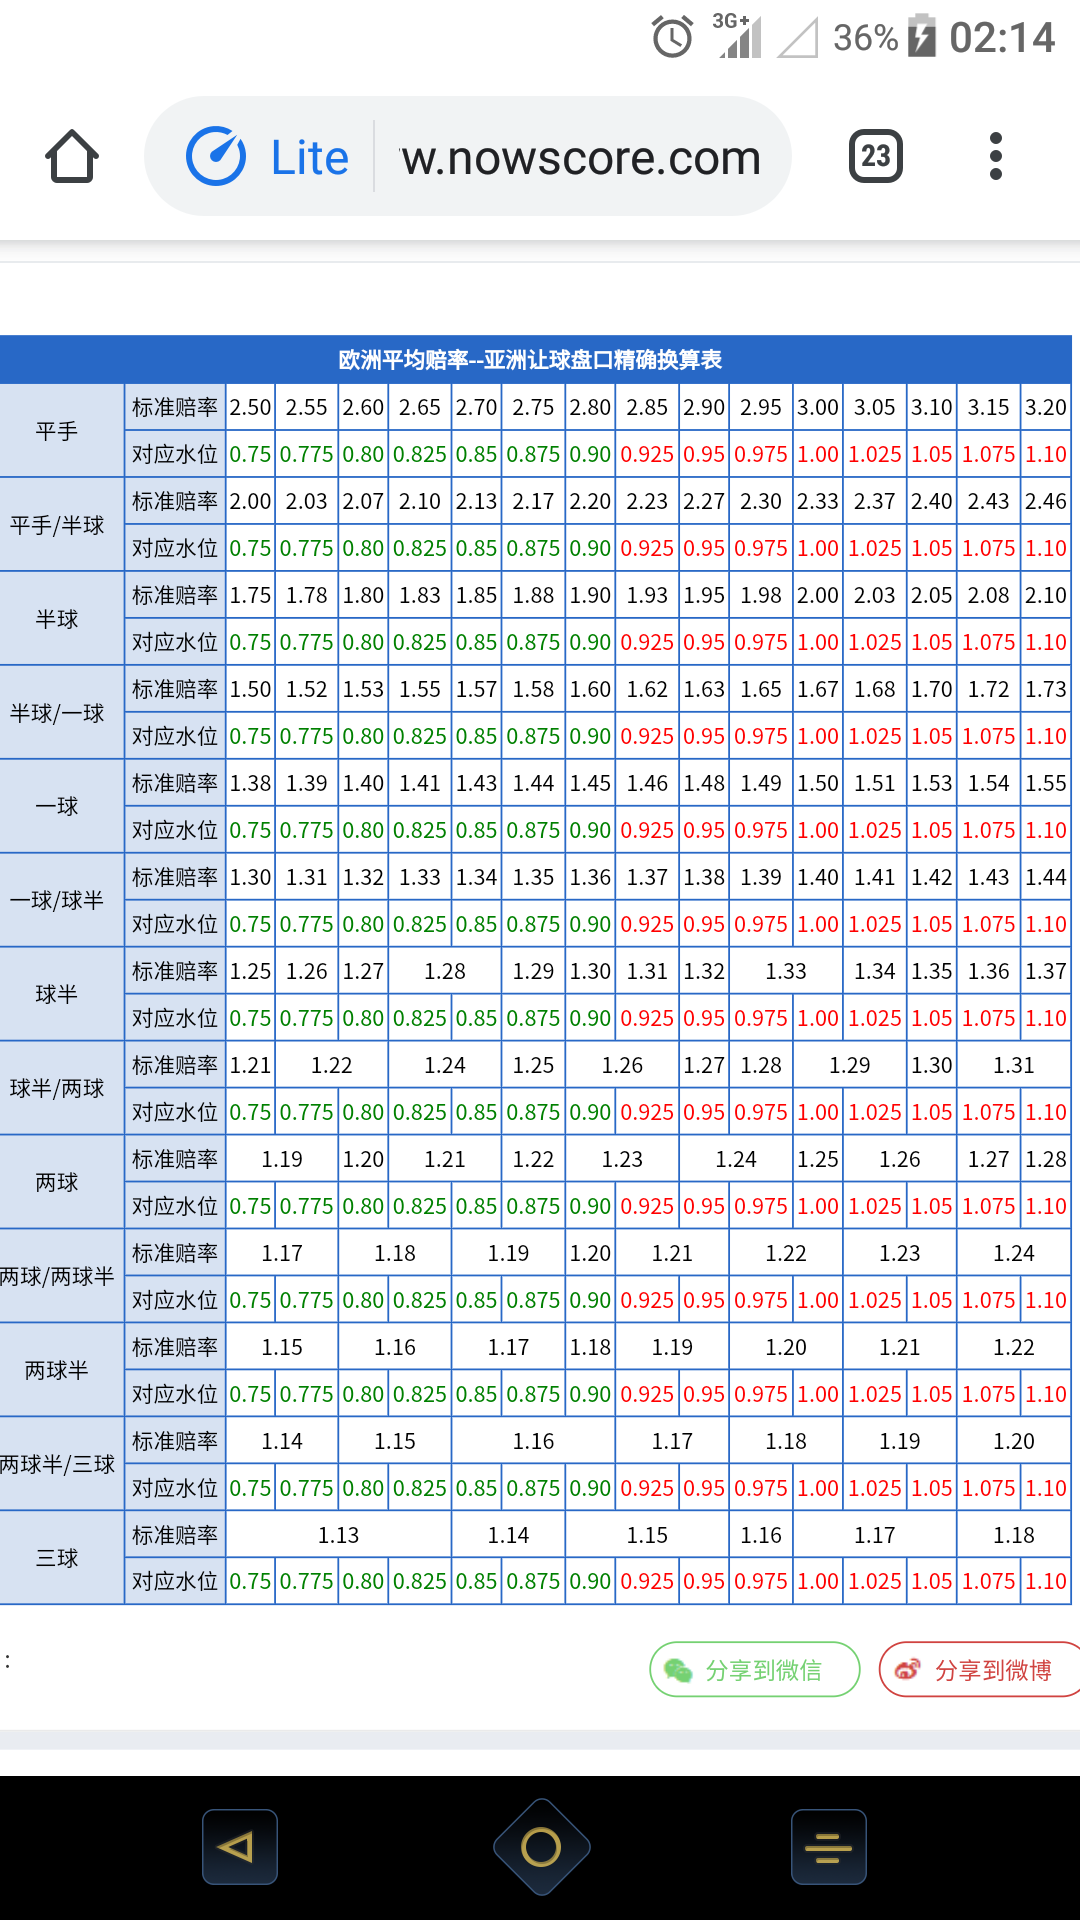 3G+ 36% 02:14
Lite w.nowscore.com 23
欧洲平均赔率--亚洲让球盘口精确换算表
平手 标准赔率 2.50 2.55 2.60 2.65 2.70 2.75 2.80 2.85 2.90 2.95 3.00 3.05 3.10 3.15 3.20
对应水位 0.75 0.775 0.80 0.825 0.85 0.875 0.90 0.925 0.95 0.975 1.00 1.025 1.05 1.075 1.10
平手/半球 标准赔率 2.00 2.03 2.07 2.10 2.13 2.17 2.20 2.23 2.27 2.30 2.33 2.37 2.40 2.43 2.46
对应水位 0.75 0.775 0.80 0.825 0.85 0.875 0.90 0.925 0.95 0.975 1.00 1.025 1.05 1.075 1.10
半球 标准赔率 1.75 1.78 1.80 1.83 1.85 1.88 1.90 1.93 1.95 1.98 2.00 2.03 2.05 2.08 2.10
对应水位 0.75 0.775 0.80 0.825 0.85 0.875 0.90 0.925 0.95 0.975 1.00 1.025 1.05 1.075 1.10
半球/一球 标准赔率 1.50 1.52 1.53 1.55 1.57 1.58 1.60 1.62 1.63 1.65 1.67 1.68 1.70 1.72 1.73
对应水位 0.75 0.775 0.80 0.825 0.85 0.875 0.90 0.925 0.95 0.975 1.00 1.025 1.05 1.075 1.10
一球 标准赔率 1.38 1.39 1.40 1.41 1.43 1.44 1.45 1.46 1.48 1.49 1.50 1.51 1.53 1.54 1.55
对应水位 0.75 0.775 0.80 0.825 0.85 0.875 0.90 0.925 0.95 0.975 1.00 1.025 1.05 1.075 1.10
一球/球半 标准赔率 1.30 1.31 1.32 1.33 1.34 1.35 1.36 1.37 1.38 1.39 1.40 1.41 1.42 1.43 1.44
对应水位 0.75 0.775 0.80 0.825 0.85 0.875 0.90 0.925 0.95 0.975 1.00 1.025 1.05 1.075 1.10
球半 标准赔率 1.25 1.26 1.27 1.28 1.29 1.30 1.31 1.32 1.33 1.34 1.35 1.36 1.37
对应水位 0.75 0.775 0.80 0.825 0.85 0.875 0.90 0.925 0.95 0.975 1.00 1.025 1.05 1.075 1.10
球半/两球 标准赔率 1.21 1.22 1.24 1.25 1.26 1.27 1.28 1.29 1.30 1.31
对应水位 0.75 0.775 0.80 0.825 0.85 0.875 0.90 0.925 0.95 0.975 1.00 1.025 1.05 1.075 1.10
两球 标准赔率 1.19 1.20 1.21 1.22 1.23 1.24 1.25 1.26 1.27 1.28
对应水位 0.75 0.775 0.80 0.825 0.85 0.875 0.90 0.925 0.95 0.975 1.00 1.025 1.05 1.075 1.10
两球/两球半 标准赔率 1.17 1.18 1.19 1.20 1.21 1.22 1.23 1.24
对应水位 0.75 0.775 0.80 0.825 0.85 0.875 0.90 0.925 0.95 0.975 1.00 1.025 1.05 1.075 1.10
两球半 标准赔率 1.15 1.16 1.17 1.18 1.19 1.20 1.21 1.22
对应水位 0.75 0.775 0.80 0.825 0.85 0.875 0.90 0.925 0.95 0.975 1.00 1.025 1.05 1.075 1.10
两球半/三球 标准赔率 1.14 1.15 1.16 1.17 1.18 1.19 1.20
对应水位 0.75 0.775 0.80 0.825 0.85 0.875 0.90 0.925 0.95 0.975 1.00 1.025 1.05 1.075 1.10
三球 标准赔率 1.13 1.14 1.15 1.16 1.17 1.18
对应水位 0.75 0.775 0.80 0.825 0.85 0.875 0.90 0.925 0.95 0.975 1.00 1.025 1.05 1.075 1.10
: 分享到微信 分享到微博